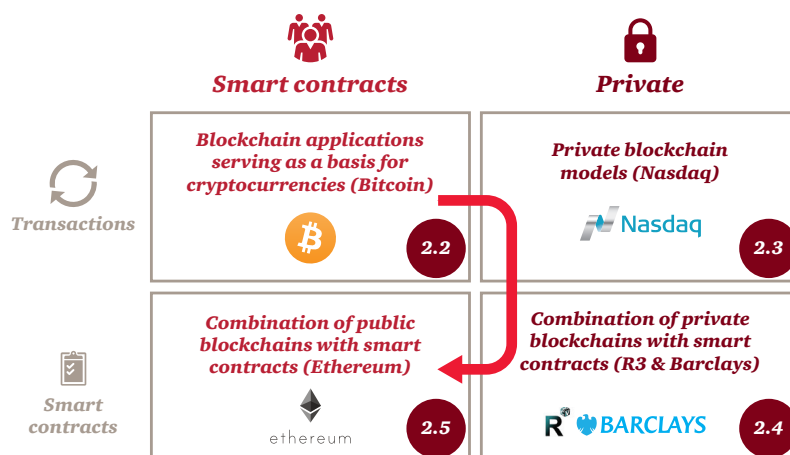 Smart contracts
Private
Transactions
Blockchain applications
serving as a basis for
cryptocurrencies (Bitcoin)
2.2
Private blockchain
models (Nasdaq)
Nasdaq
2.3
Smart
contracts
Combination of public
blockchains with smart
contracts (Ethereum)
ethereum
2.5
Combination of private
blockchains with smart
contracts (R3 & Barclays)
R
BARCLAYS
2.4